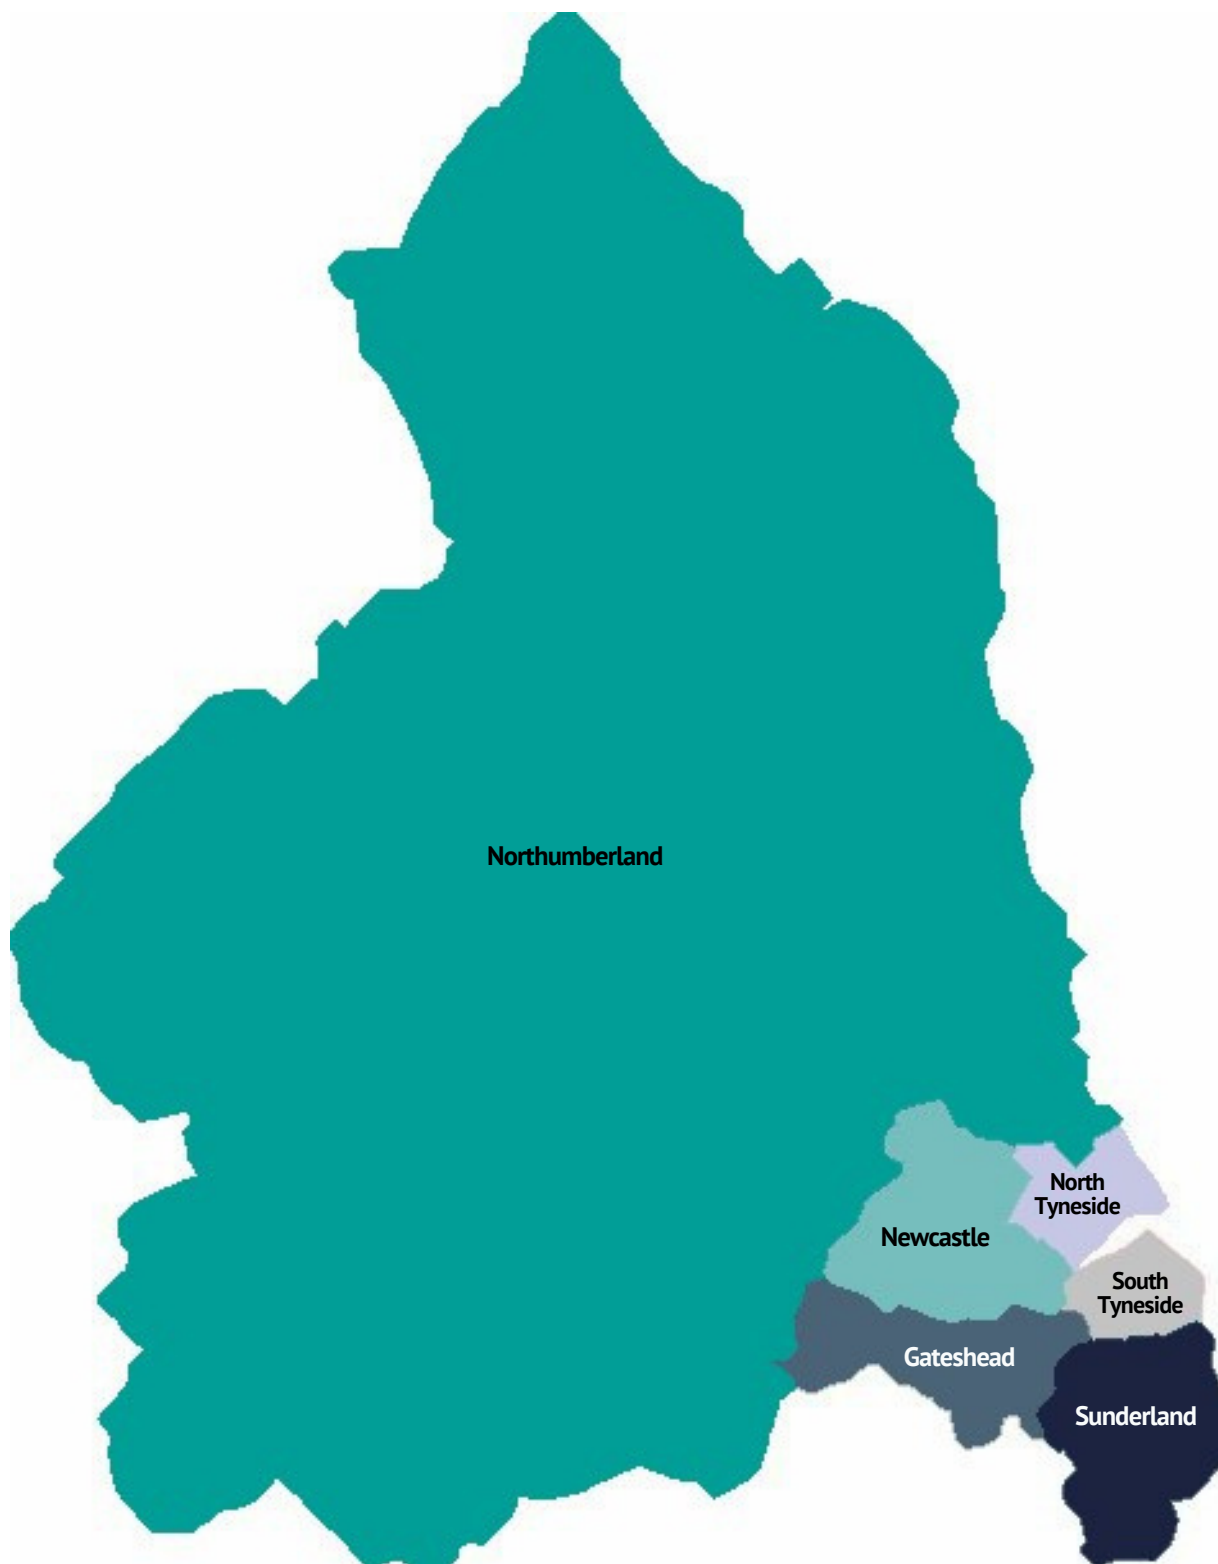 Northumberland
North
Tyneside
Newcastle
South
Tyneside
Gateshead
Sunderland